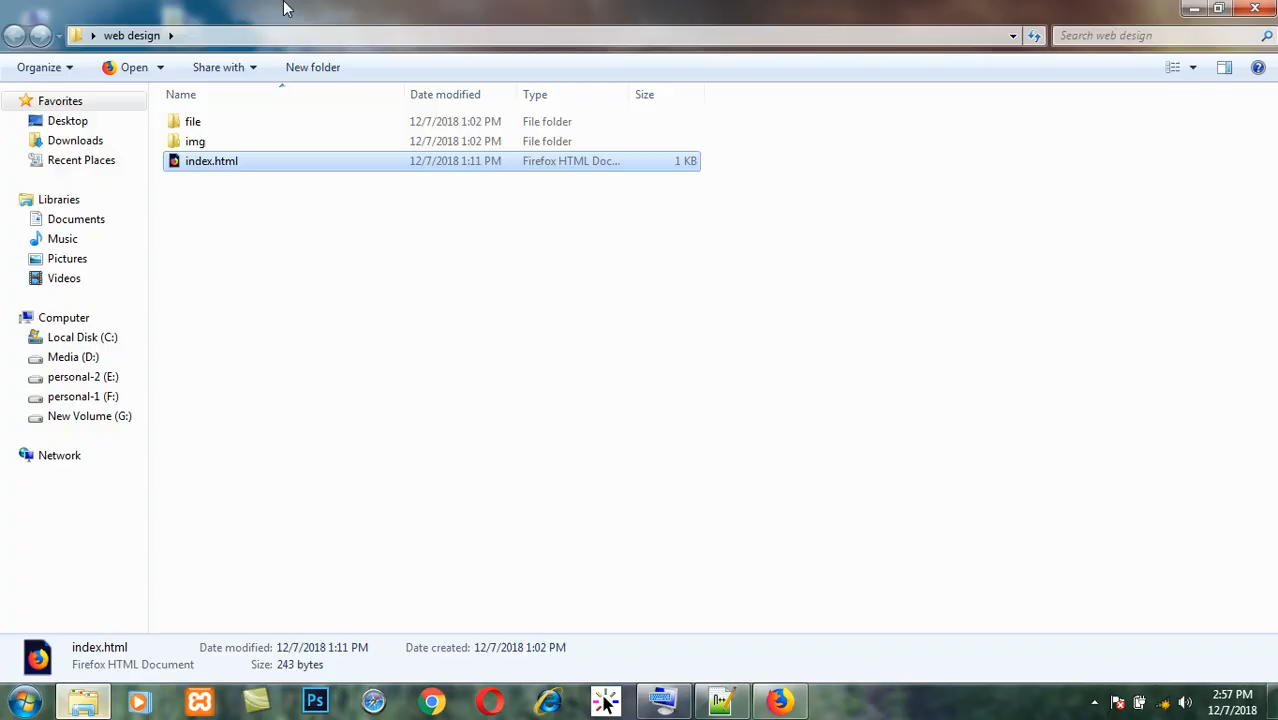 web design
Search web design
Organize
Open
Share with
New folder
Name
Date modified
Type
Size
Favorites
Desktop
Downloads
Recent Places
Libraries
Documents
Music
Pictures
Videos
Computer
Local Disk (C:)
Media (D:)
personal-2 (E:)
personal-1 (F:)
New Volume (G:)
Network
file 12/7/2018 1:02 PM File folder
img 12/7/2018 1:02 PM File folder
index.html 12/7/2018 1:11 PM Firefox HTML Doc... 1 KB
index.html Date modified: 12/7/2018 1:11 PM Date created: 12/7/2018 1:02 PM
Firefox HTML Document Size: 243 bytes
Ps
2:57 PM
12/7/2018